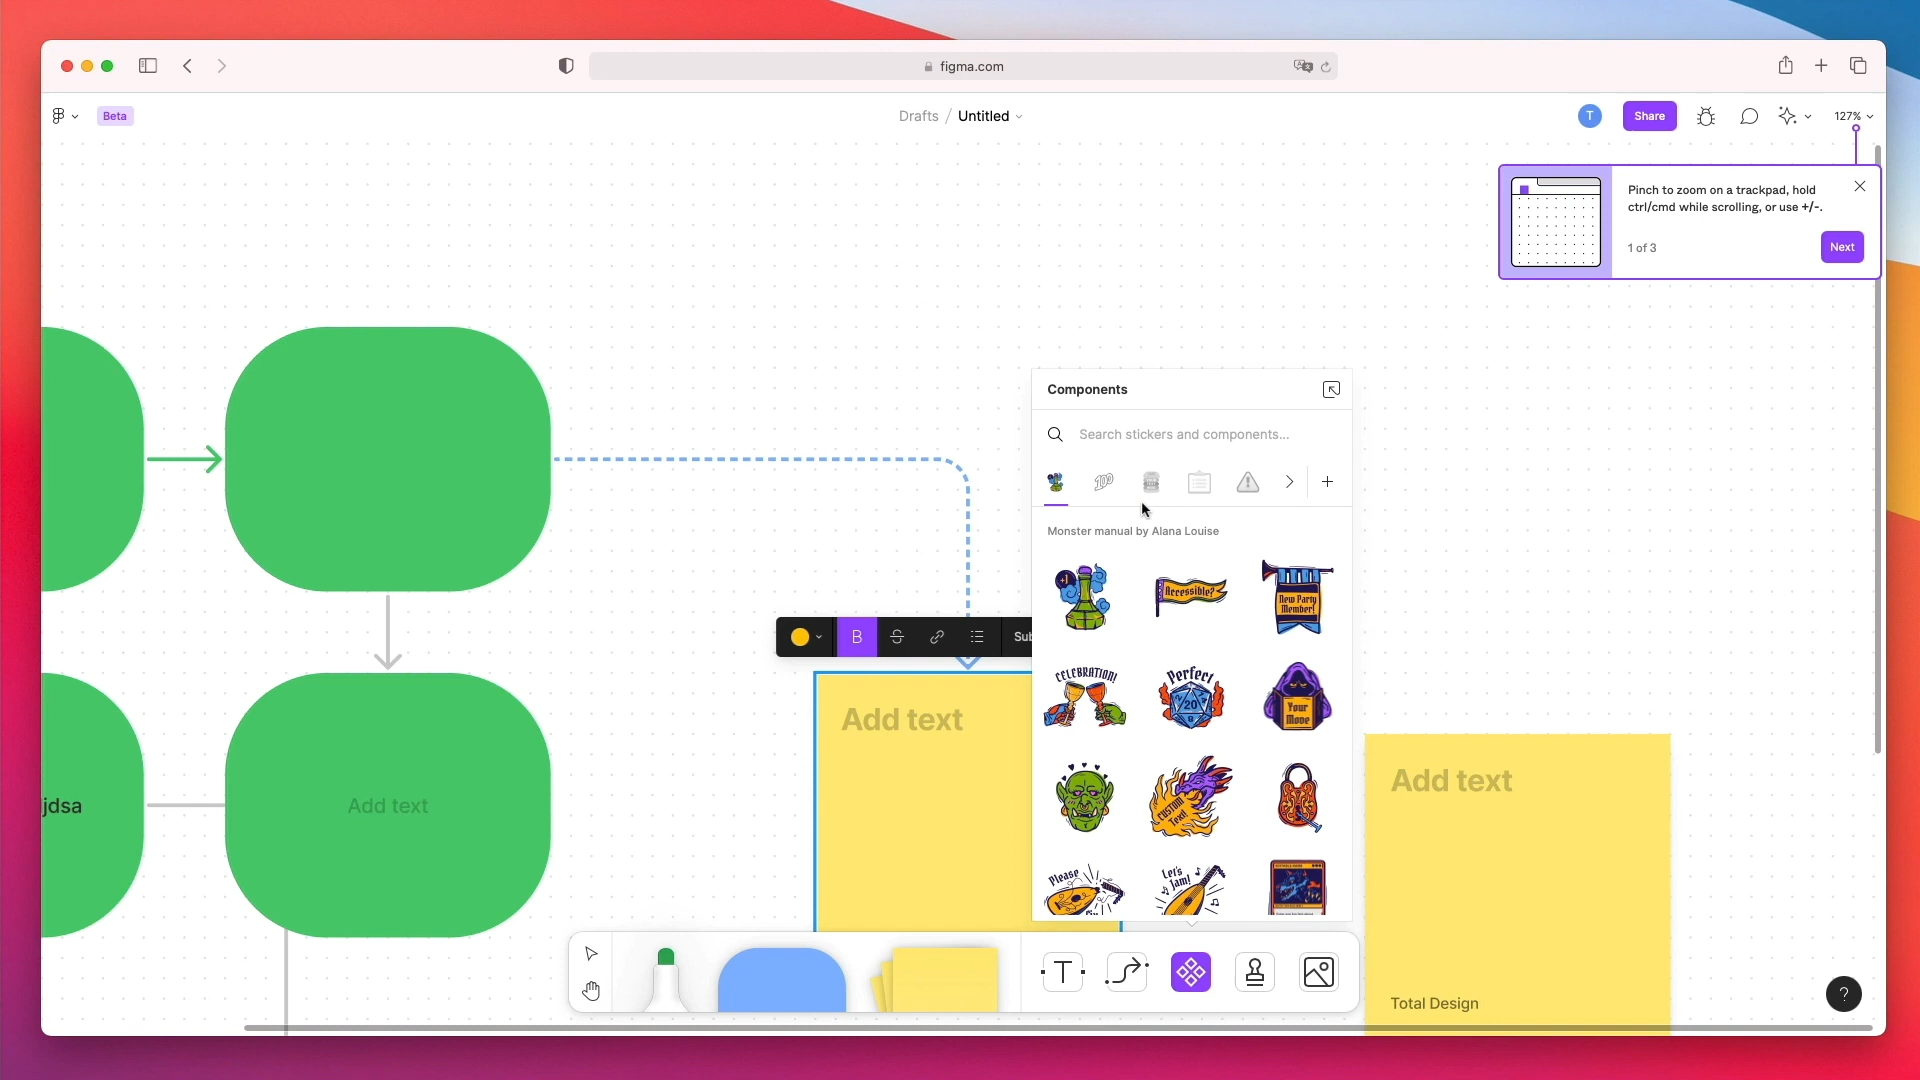 figma.com
Beta
Drafts / Untitled
T
Share
127%
Pinch to zoom on a trackpad, hold
ctrl/cmd while scrolling, or use +/-.
1 of 3
Next
Components
Search stickers and components...
Monster manual by Alana Louise
+1
Accessible?
New Party
Member!
B
S
Sub
CELEBRATION!
Perfect
20
Your
Move
Add text
Add text
CUSTOM
Text!
jdsa
Add text
Please
Let's
Jam!
T
Total Design
?